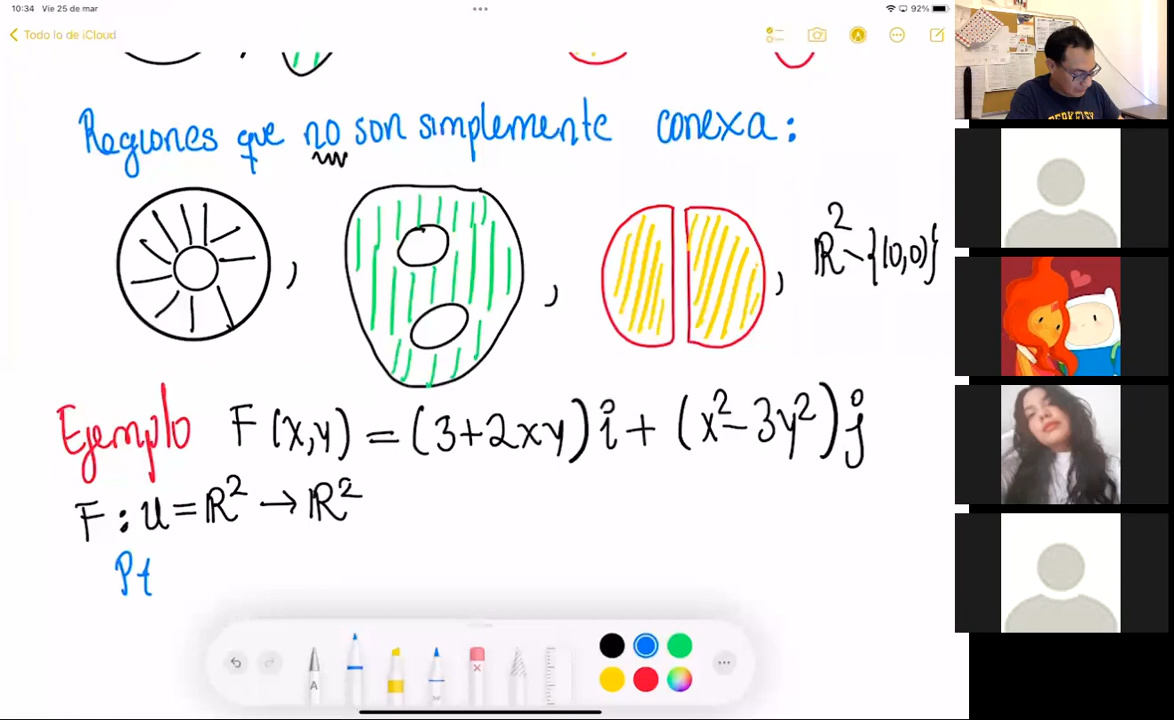 10:34 Vie 25 de mar
92%
Todo lo de iCloud
Regiones que no son simplemente conexa:
, , , R² - {(0,0)}
Ejemplo F(x,y) = (3+2xy)i + (x²-3y²)j
F : U = R² → R²
Pt
A
BERKELEY